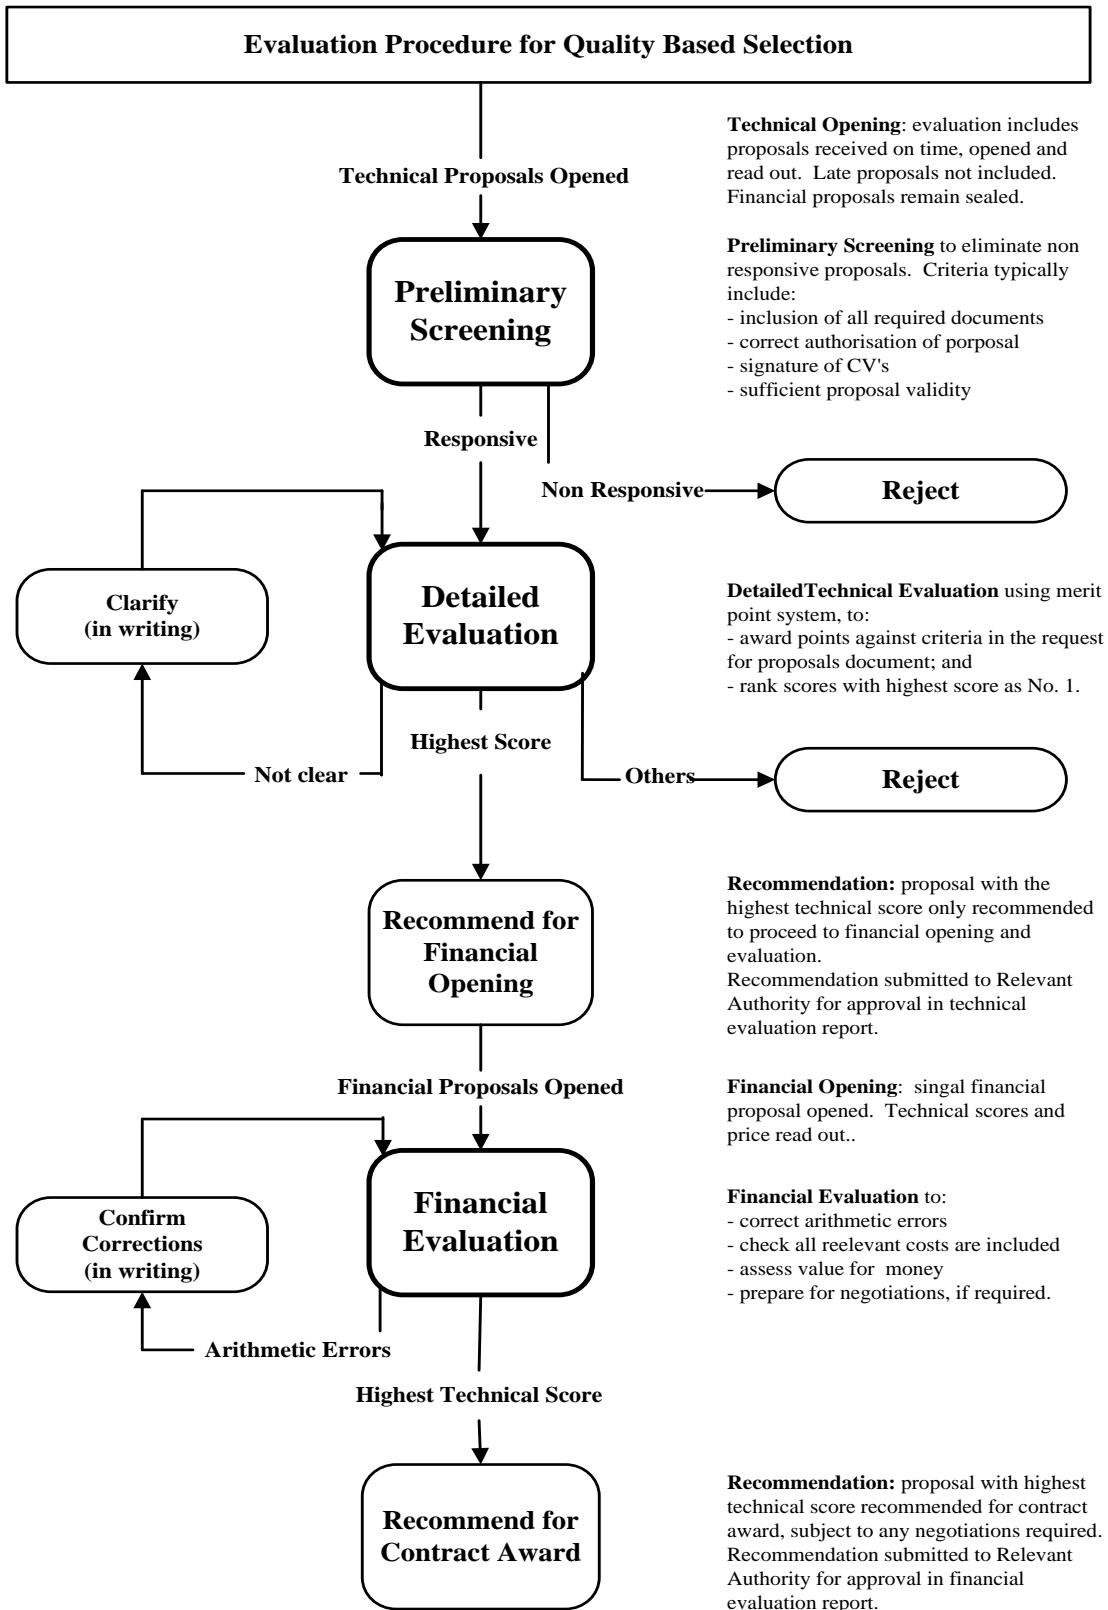 Evaluation Procedure for Quality Based Selection
Technical Proposals Opened
Technical Opening: evaluation includes
proposals received on time, opened and
read out.  Late proposals not included.
Financial proposals remain sealed.
Preliminary
Screening
Preliminary Screening to eliminate non
responsive proposals.  Criteria typically
include:
- inclusion of all required documents
- correct authorisation of porposal
- signature of CV's
- sufficient proposal validity
Responsive
Non Responsive
Reject
Clarify
(in writing)
Detailed
Evaluation
DetailedTechnical Evaluation using merit
point system, to:
- award points against criteria in the request
for proposals document; and
- rank scores with highest score as No. 1.
Highest Score
Not clear
Others
Reject
Recommend for
Financial
Opening
Recommendation: proposal with the
highest technical score only recommended
to proceed to financial opening and
evaluation.
Recommendation submitted to Relevant
Authority for approval in technical
evaluation report.
Financial Proposals Opened
Financial Opening:  singal financial
proposal opened.  Technical scores and
price read out..
Confirm
Corrections
(in writing)
Financial
Evaluation
Financial Evaluation to:
- correct arithmetic errors
- check all reelevant costs are included
- assess value for  money
- prepare for negotiations, if required.
Arithmetic Errors
Highest Technical Score
Recommend for
Contract Award
Recommendation: proposal with highest
technical score recommended for contract
award, subject to any negotiations required.
Recommendation submitted to Relevant
Authority for approval in financial
evaluation report.